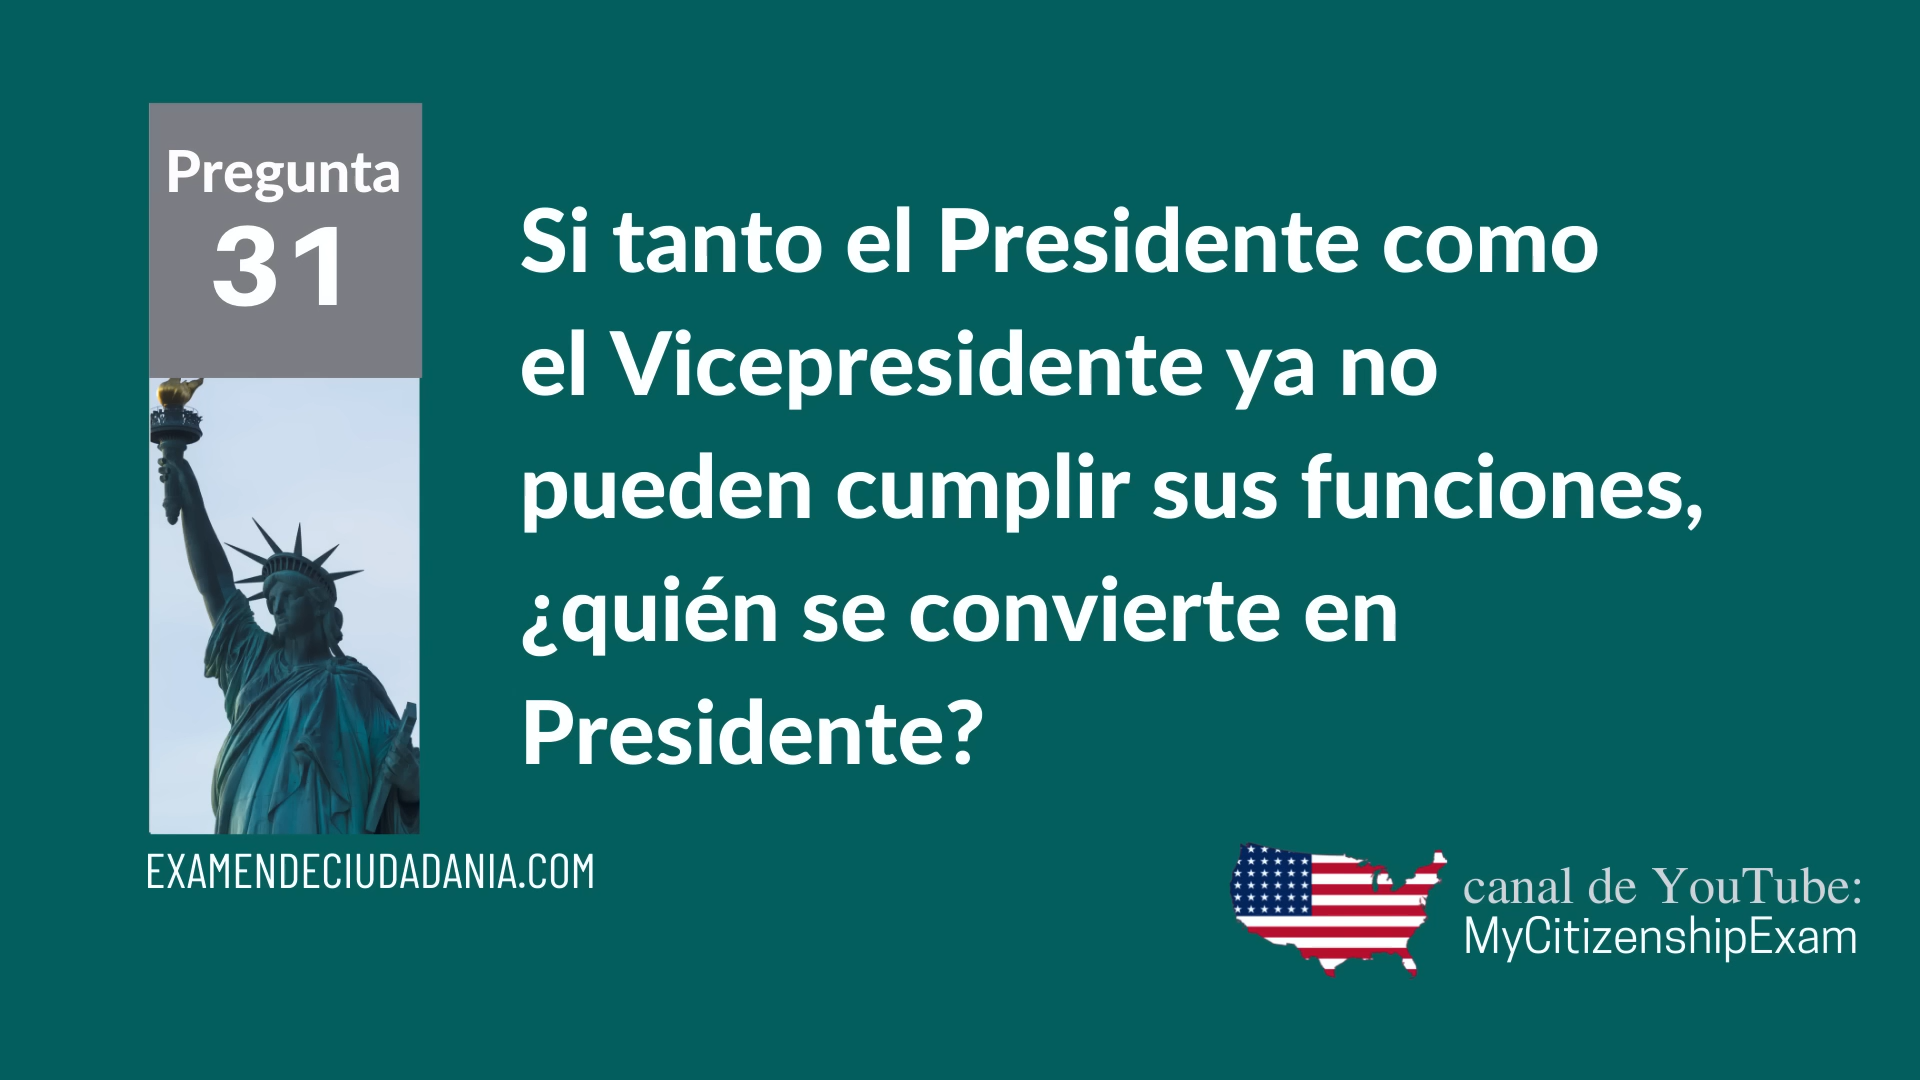 Pregunta
31
Si tanto el Presidente como
el Vicepresidente ya no
pueden cumplir sus funciones,
¿quién se convierte en
Presidente?
EXAMENDECIUDADANIA.COM
canal de YouTube:
MyCitizenshipExam